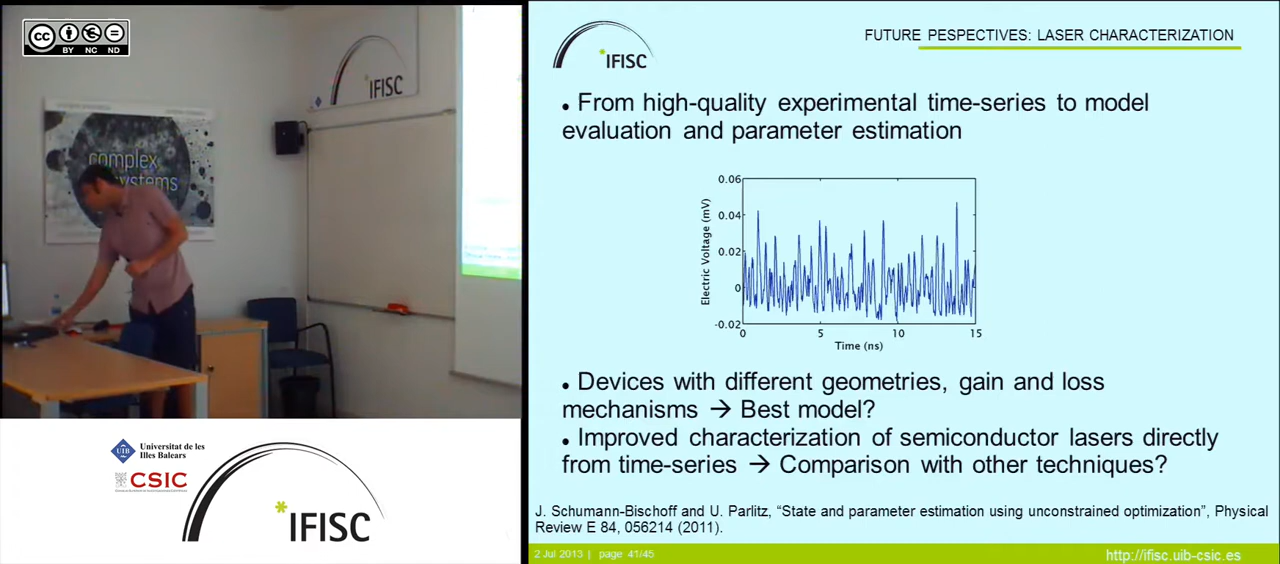 cc
BY NC ND
IFISC
complex
systems
Universitat de les
Illes Balears
UIB
CSIC
*IFISC
*IFISC
FUTURE PESPECTIVES: LASER CHARACTERIZATION
• From high-quality experimental time-series to model
evaluation and parameter estimation
Electric Voltage (mV)
0.06
0.04
0.02
0
-0.02
0 5 10 15
Time (ns)
• Devices with different geometries, gain and loss
mechanisms → Best model?
• Improved characterization of semiconductor lasers directly
from time-series → Comparison with other techniques?
J. Schumann-Bischoff and U. Parlitz, “State and parameter estimation using unconstrained optimization”, Physical
Review E 84, 056214 (2011).
2 Jul 2013 | page 41/45
http://ifisc.uib-csic.es